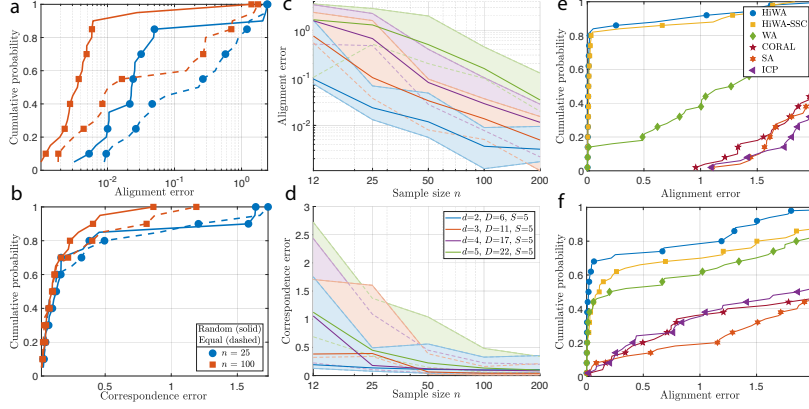 a
Cumulative probability
1
0.8
0.6
0.4
0.2
0
10⁻² 10⁻¹ 10⁰
Alignment error
b
Cumulative probability
1
0.8
0.6
0.4
0.2
0
0.5 1 1.5
Correspondence error
Random (solid)
Equal (dashed)
n = 25
n = 100
c
Alignment error
10⁰
10⁻¹
10⁻²
12 25 50 100 200
Sample size n
d
Correspondence error
3
2.5
2
1.5
1
0.5
0
12 25 50 100 200
Sample size n
d=2, D=6, S=5
d=3, D=11, S=5
d=4, D=17, S=5
d=5, D=22, S=5
e
Cumulative probability
1
0.8
0.6
0.4
0.2
0
0 0.5 1 1.5
Alignment error
HiWA
HiWA-SSC
WA
CORAL
SA
ICP
f
Cumulative probability
1
0.8
0.6
0.4
0.2
0
0 0.5 1 1.5
Alignment error